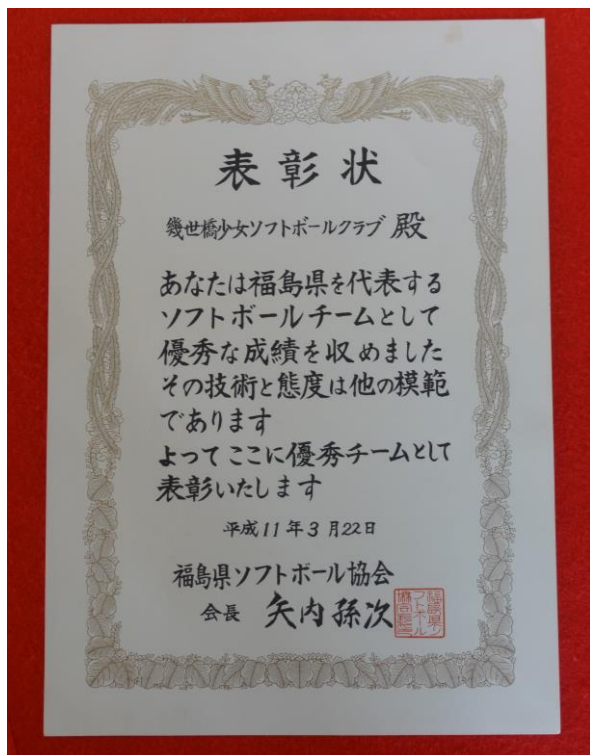 表彰状
幾世橋少女ソフトボールクラブ 殿
あなたは福島県を代表する
ソフトボールチームとして
優秀な成績を収めました
その技術と態度は他の模範
であります
よってここに優秀チームとして
表彰いたします
平成11年3月22日
福島県ソフトボール協会
会長 矢内孫次